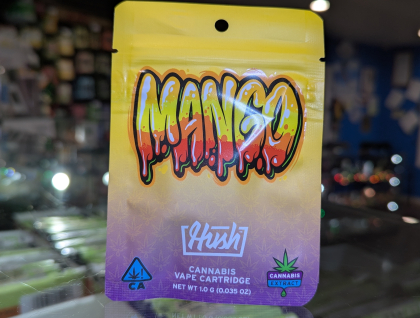 MANGO
Hush
CANNABIS
VAPE CARTRIDGE
NET WT 1.0 G (0.035 OZ)
CA
CANNABIS
EXTRACT